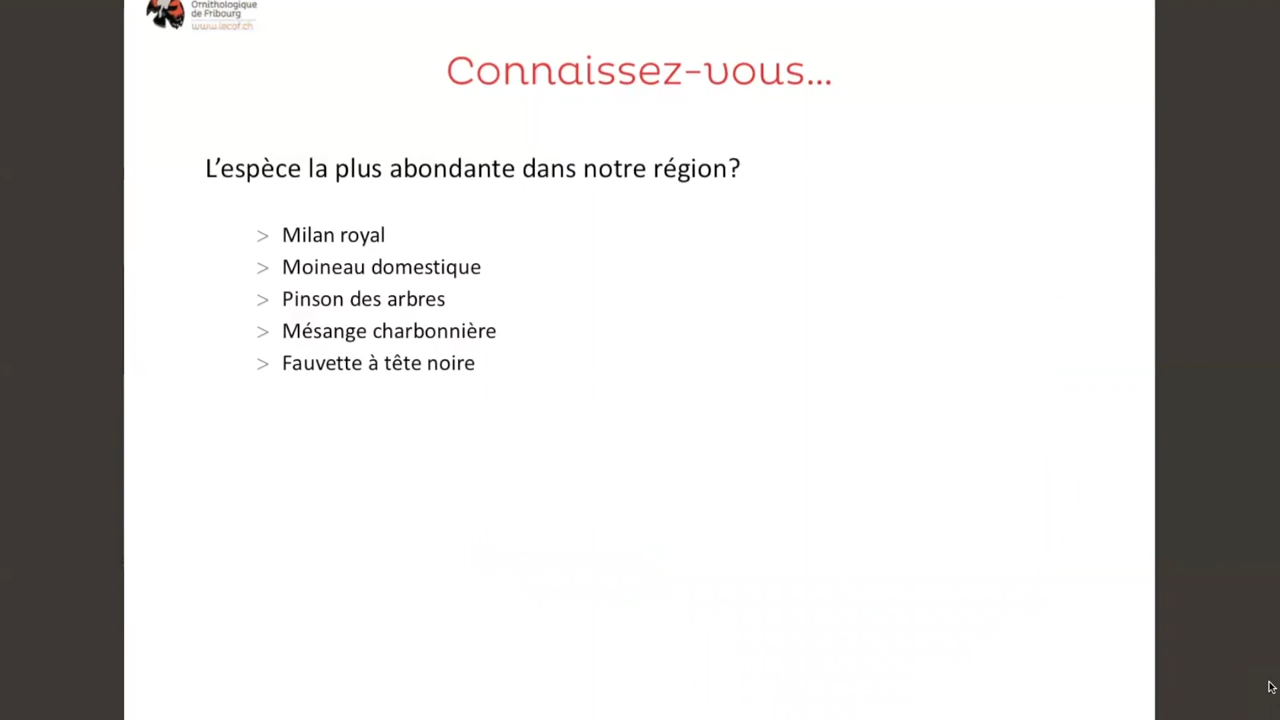 Ornithologique
de Fribourg
www.lecof.ch
Connaissez-vous...
L’espèce la plus abondante dans notre région?
> Milan royal
> Moineau domestique
> Pinson des arbres
> Mésange charbonnière
> Fauvette à tête noire